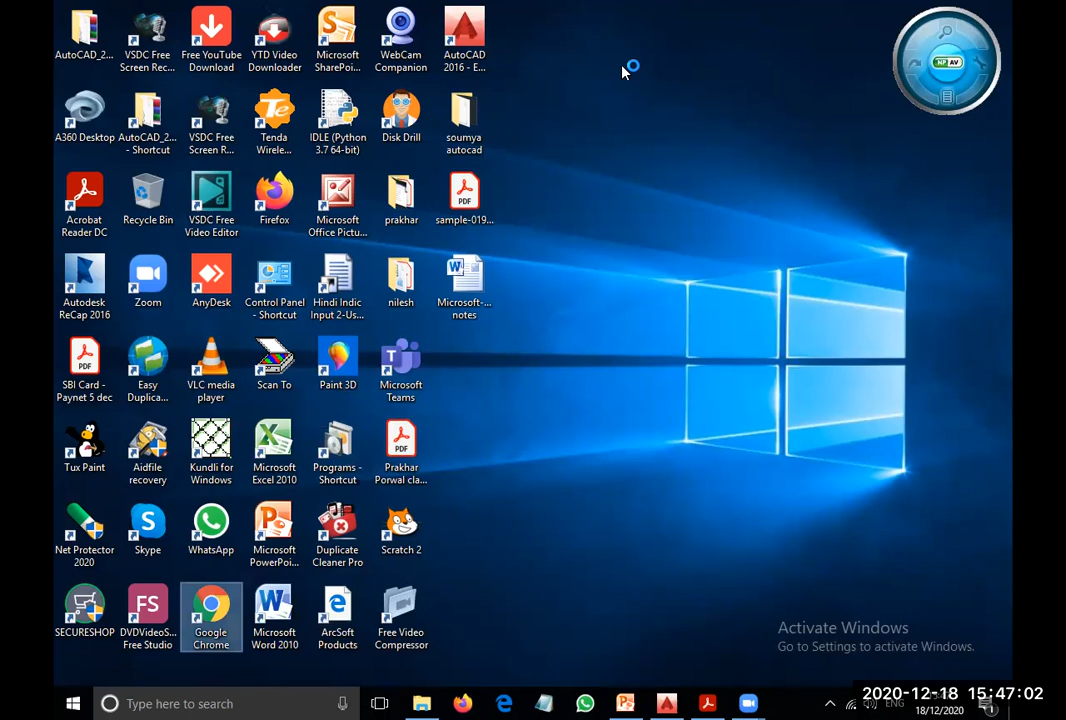 AutoCAD_2...
VSDC Free
Screen Rec...
Free YouTube
Download
YTD Video
Downloader
Microsoft
SharePoi...
WebCam
Companion
AutoCAD
2016 - E...
NP AV
A360 Desktop
AutoCAD_2...
- Shortcut
VSDC Free
Screen R...
Tenda
Wirele...
IDLE (Python
3.7 64-bit)
Disk Drill
soumya
autocad
Acrobat
Reader DC
Recycle Bin
VSDC Free
Video Editor
Firefox
Microsoft
Office Pictu...
prakhar
PDF
sample-019...
Autodesk
ReCap 2016
Zoom
AnyDesk
Control Panel
- Shortcut
Hindi Indic
Input 2-Us...
nilesh
Microsoft-...
notes
PDF
SBI Card -
Paynet 5 dec
Easy
Duplica...
VLC media
player
Scan To
Paint 3D
Microsoft
Teams
Tux Paint
Aidfile
recovery
Kundli for
Windows
Microsoft
Excel 2010
Programs -
Shortcut
PDF
Prakhar
Porwal cla...
Net Protector
2020
Skype
WhatsApp
Microsoft
PowerPoi...
Duplicate
Cleaner Pro
Scratch 2
SECURESHOP
FS
DVDVideoS...
Free Studio
Google
Chrome
Microsoft
Word 2010
ArcSoft
Products
Free Video
Compressor
Activate Windows
Go to Settings to activate Windows.
Type here to search
ENG
2020-12-18 15:47:02
18/12/2020